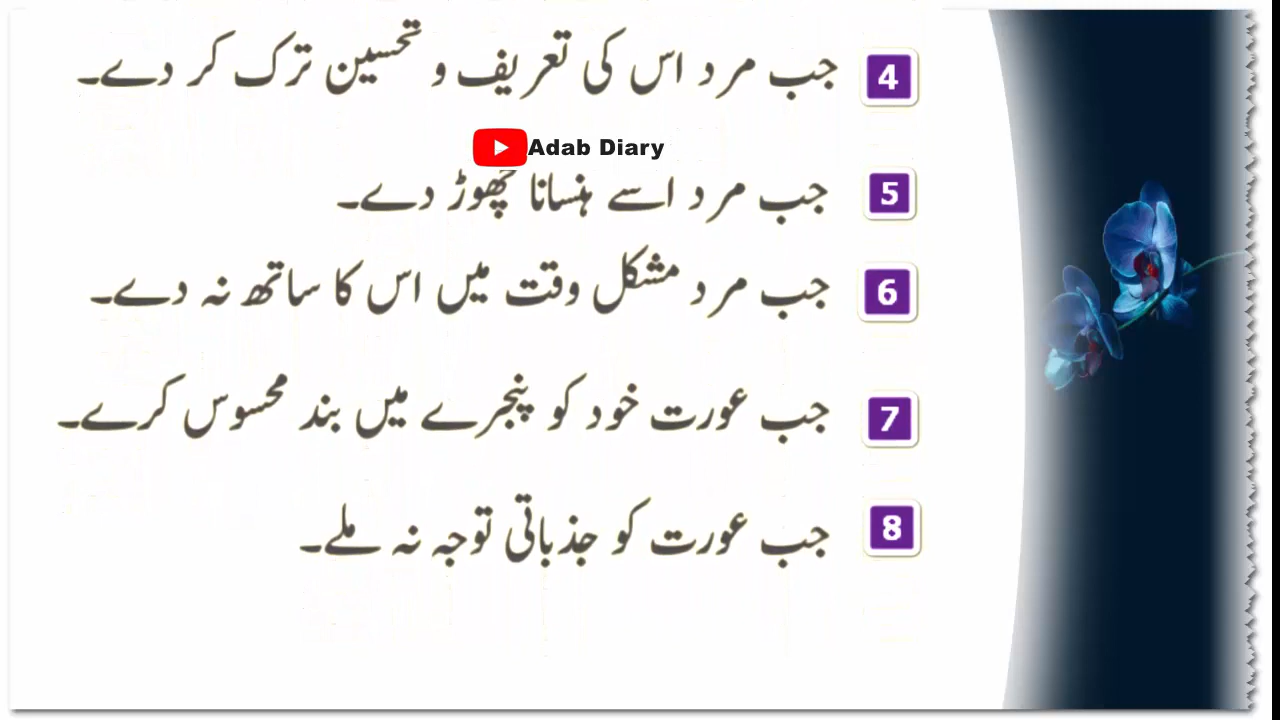 4 جب مرد اس کی تعریف و تحسین ترک کر دے۔
Adab Diary
5 جب مرد اسے ہنسانا چھوڑ دے۔
6 جب مرد مشکل وقت میں اس کا ساتھ نہ دے۔
7 جب عورت خود کو پنجرے میں بند محسوس کرے۔
8 جب عورت کو جذباتی توجہ نہ ملے۔